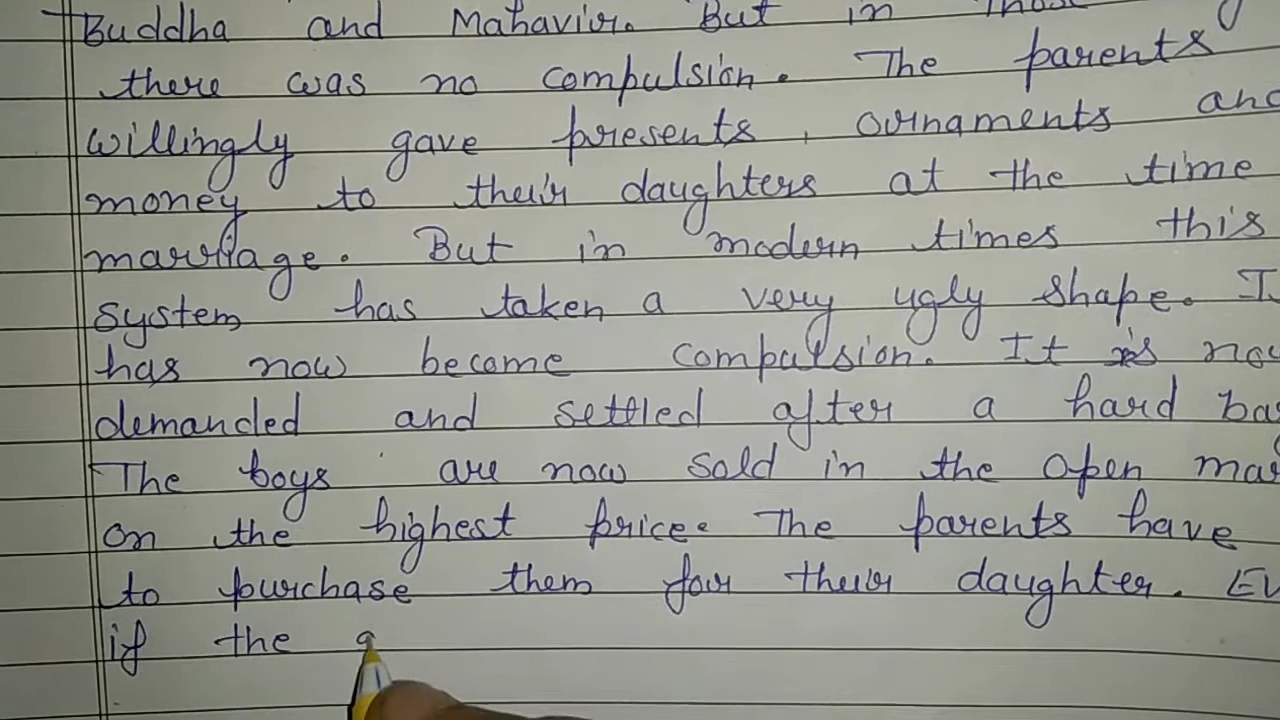 Buddha and Mahavir. But in
there was no compulsion. The parents
willingly gave presents, ornaments and
money to their daughters at the time
marriage. But in modern times this
system has taken a very ugly shape. I
has now become compulsion. It is now
demanded and settled after a hard
The boys are now sold in the open
on the highest price. The parents have
to purchase them for their daughter.
if the